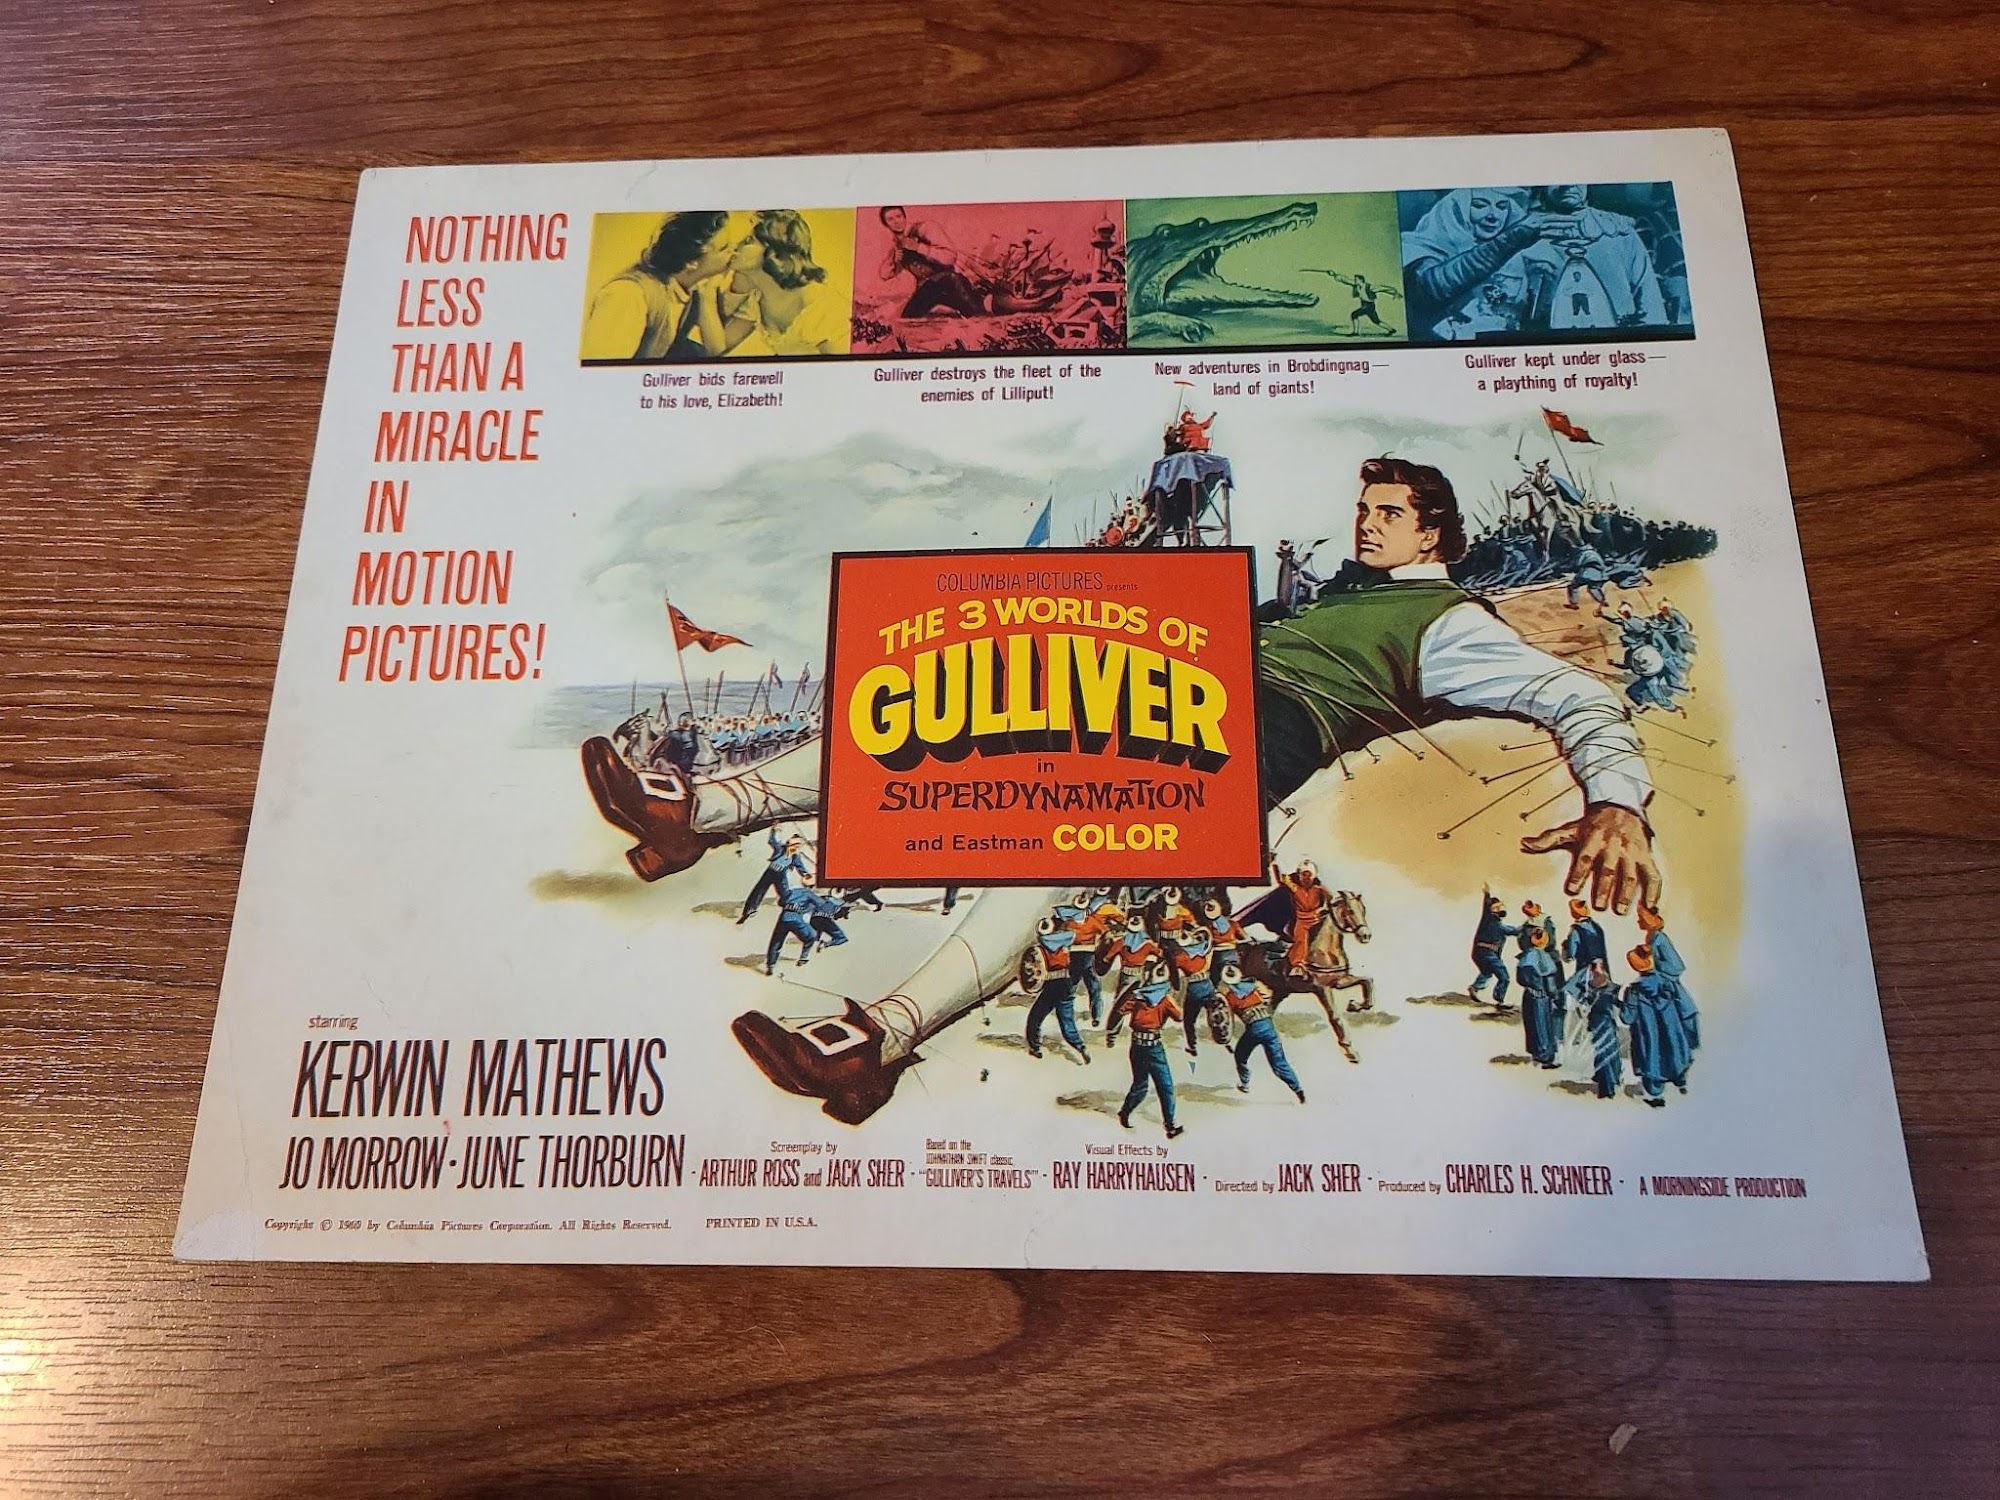 NOTHING
LESS
THAN A
MIRACLE
IN
MOTION
PICTURES!
Gulliver bids farewell
to his love, Elizabeth!
Gulliver destroys the fleet of the
enemies of Lilliput!
New adventures in Brobdingnag—
land of giants!
Gulliver kept under glass—
a plaything of royalty!
COLUMBIA PICTURES presents
THE 3 WORLDS OF
GULLIVER
in
SUPERDYNAMATION
and Eastman COLOR
starring
KERWIN MATHEWS
JO MORROW · JUNE THORBURN ·
Screenplay by
ARTHUR ROSS and JACK SHER ·
Based on the
JOHNATHAN SWIFT classic,
"GULLIVER'S TRAVELS" ·
Visual Effects by
RAY HARRYHAUSEN ·
Directed by JACK SHER ·
Produced by CHARLES H. SCHNEER ·
A MORNINGSIDE PRODUCTION
Copyright © 1960 by Columbia Pictures Corporation. All Rights Reserved. PRINTED IN U.S.A.